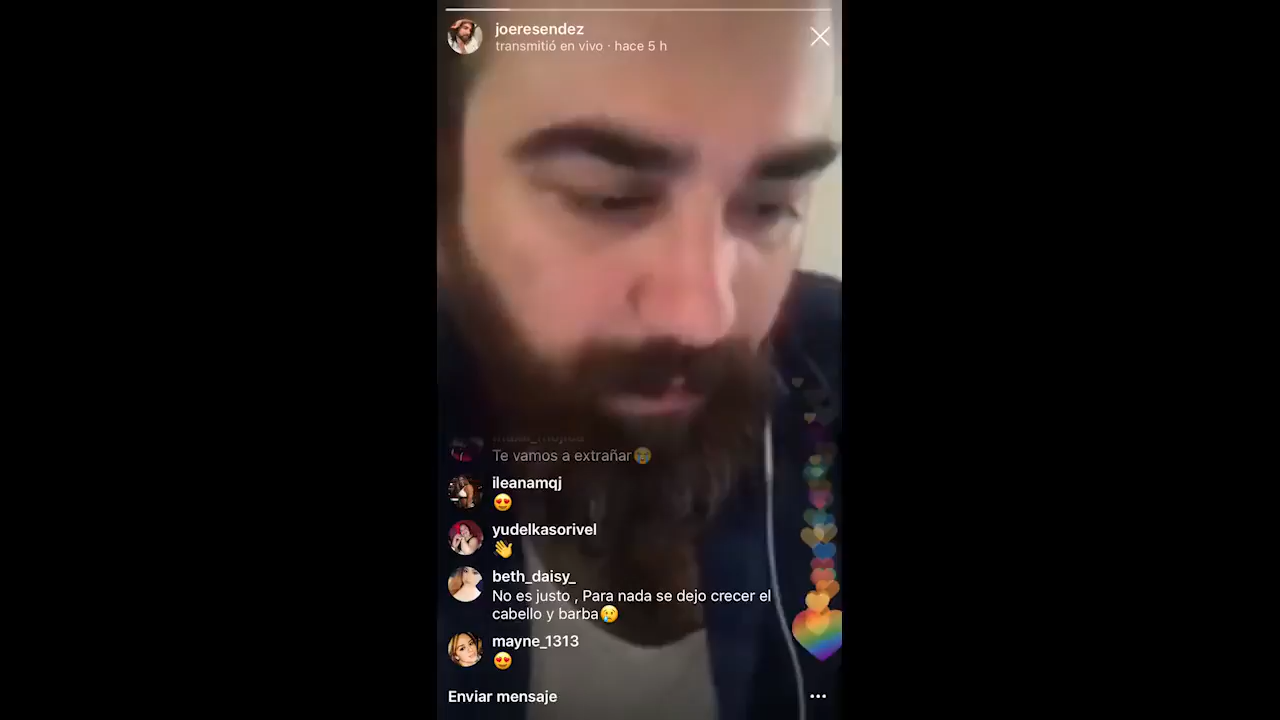 joeresendez
transmitió en vivo · hace 5 h
Te vamos a extrañar😢
ileanamqj
😍
yudelkasorivel
👋
beth_daisy_
No es justo , Para nada se dejo crecer el
cabello y barba😢
mayne_1313
😍
Enviar mensaje